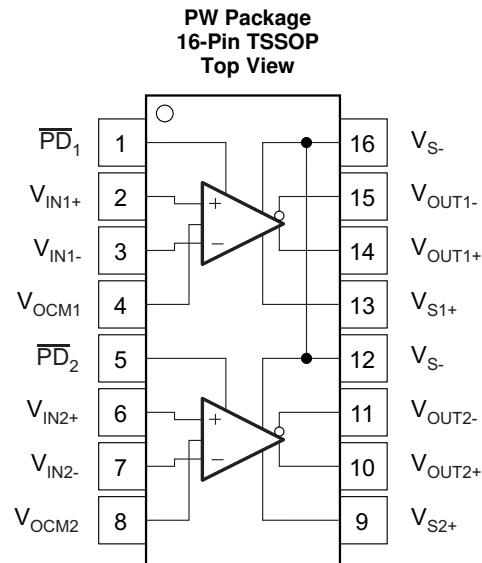 PW Package
16-Pin TSSOP
Top View
PD1 1 16 VS-
VIN1+ 2 + 15 VOUT1-
VIN1- 3 − 14 VOUT1+
VOCM1 4 13 VS1+
PD2 5 12 VS-
VIN2+ 6 + 11 VOUT2-
VIN2- 7 − 10 VOUT2+
VOCM2 8 9 VS2+